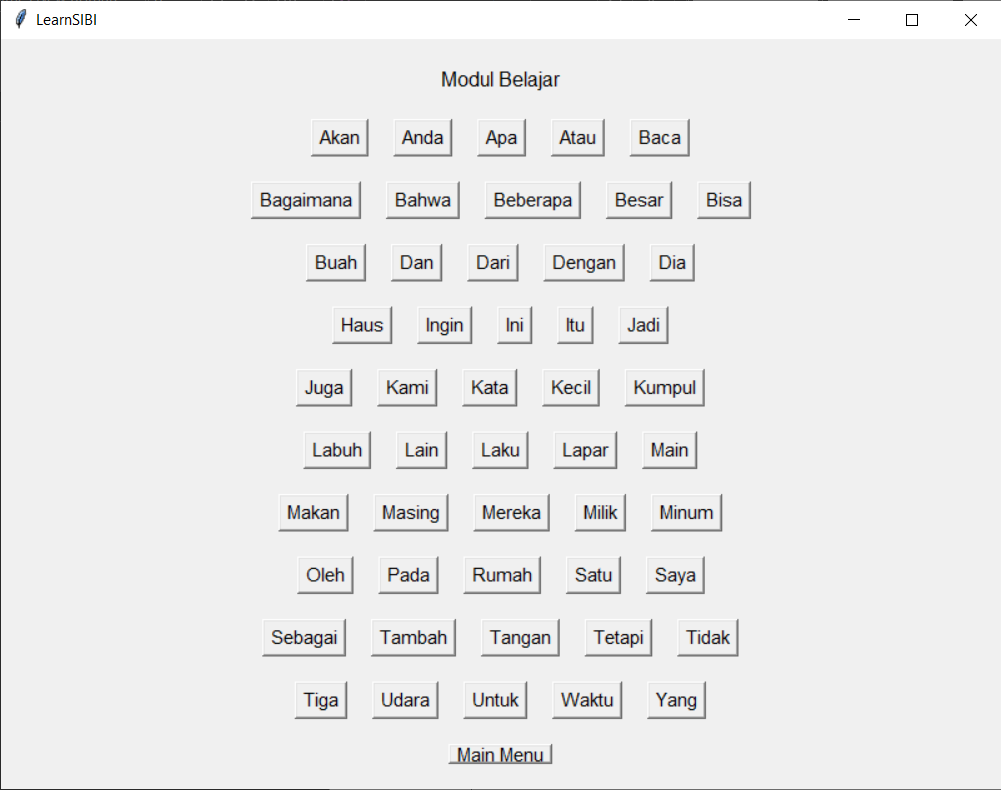 LearnSIBI
Modul Belajar
Akan Anda Apa Atau Baca
Bagaimana Bahwa Beberapa Besar Bisa
Buah Dan Dari Dengan Dia
Haus Ingin Ini Itu Jadi
Juga Kami Kata Kecil Kumpul
Labuh Lain Laku Lapar Main
Makan Masing Mereka Milik Minum
Oleh Pada Rumah Satu Saya
Sebagai Tambah Tangan Tetapi Tidak
Tiga Udara Untuk Waktu Yang
Main Menu